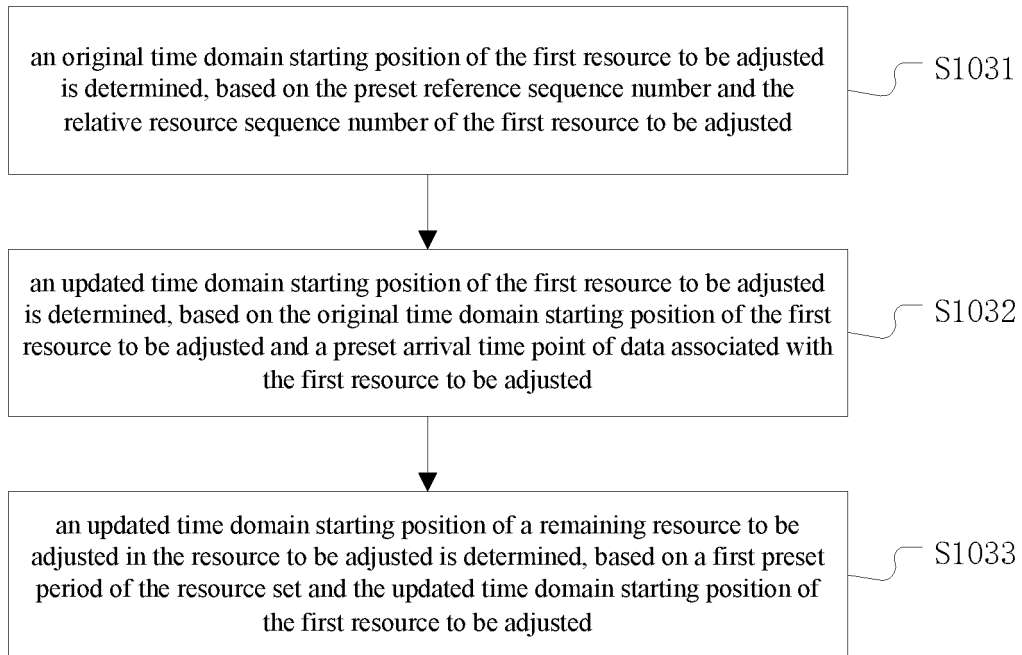 an original time domain starting position of the first resource to be adjusted
is determined, based on the preset reference sequence number and the
relative resource sequence number of the first resource to be adjusted
S1031
an updated time domain starting position of the first resource to be adjusted
is determined, based on the original time domain starting position of the first
resource to be adjusted and a preset arrival time point of data associated with
the first resource to be adjusted
S1032
an updated time domain starting position of a remaining resource to be
adjusted in the resource to be adjusted is determined, based on a first preset
period of the resource set and the updated time domain starting position of
the first resource to be adjusted
S1033